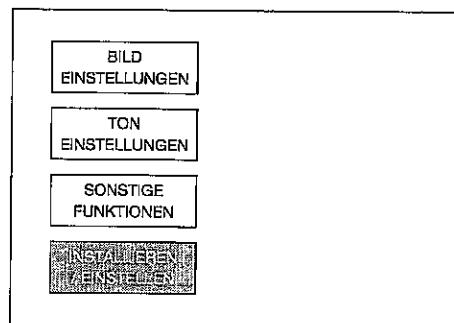 BILD
EINSTELLUNGEN
TON
EINSTELLUNGEN
SONSTIGE
FUNKTIONEN
INSTALLIEREN
/ EINSTELLEN